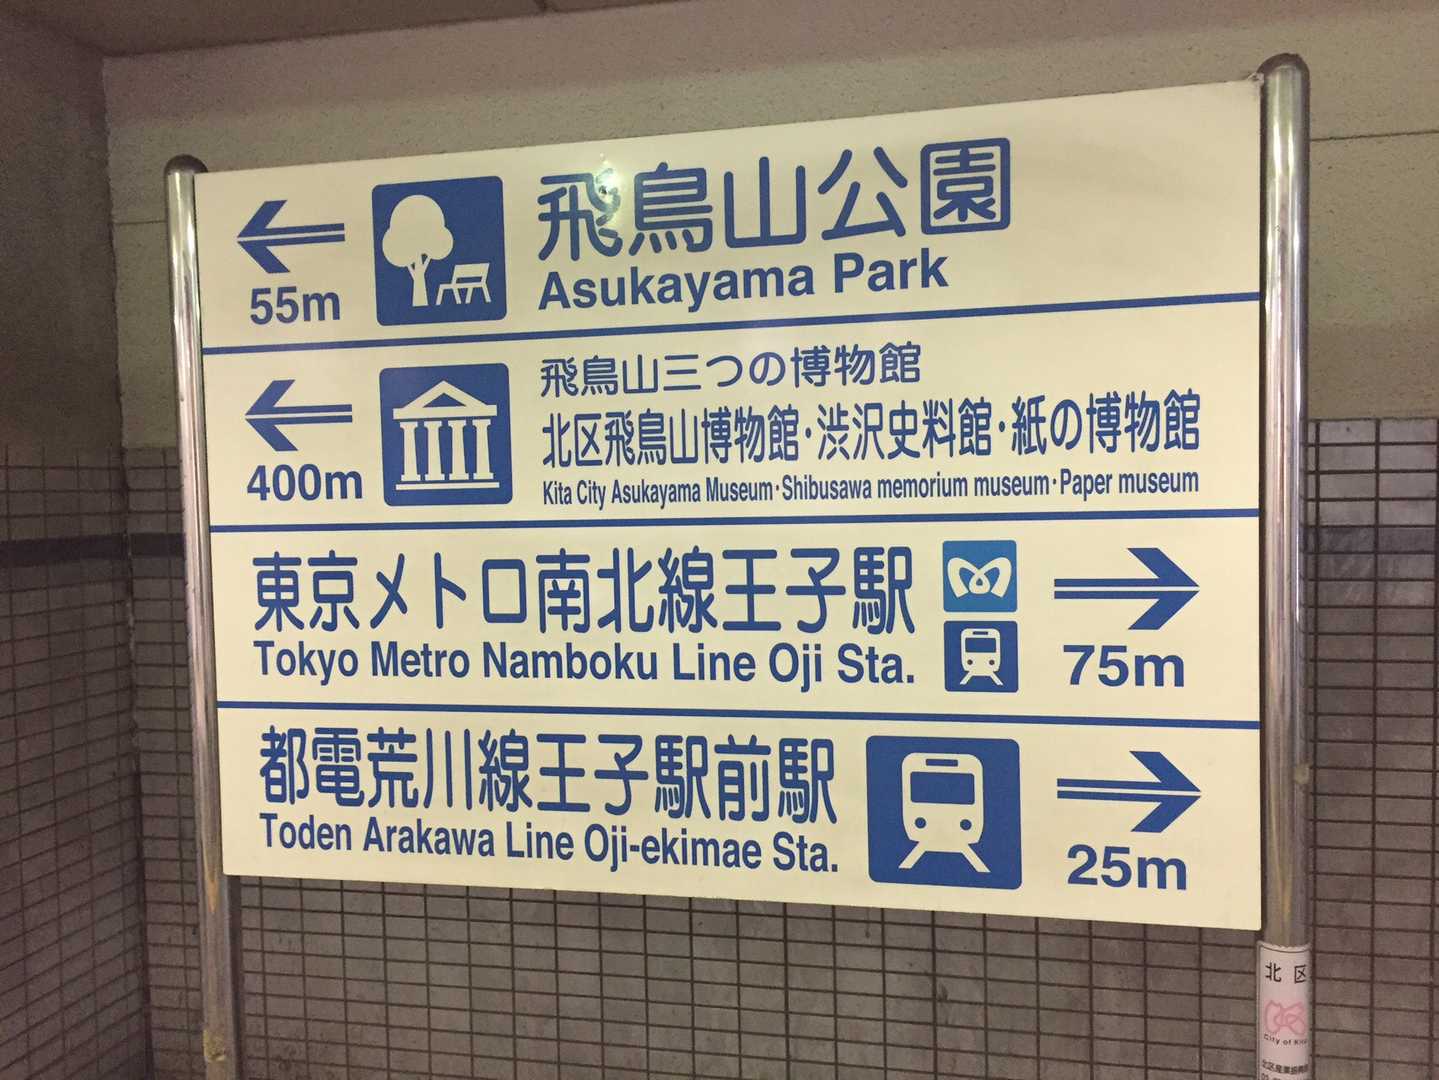 飛鳥山公園
Asukayama Park
55m
飛鳥山三つの博物館
北区飛鳥山博物館・渋沢史料館・紙の博物館
Kita City Asukayama Museum・Shibusawa memorium museum・Paper museum
400m
東京メトロ南北線王子駅
Tokyo Metro Namboku Line Oji Sta.
75m
都電荒川線王子駅前駅
Toden Arakawa Line Oji-ekimae Sta.
25m
北区
City of Kita